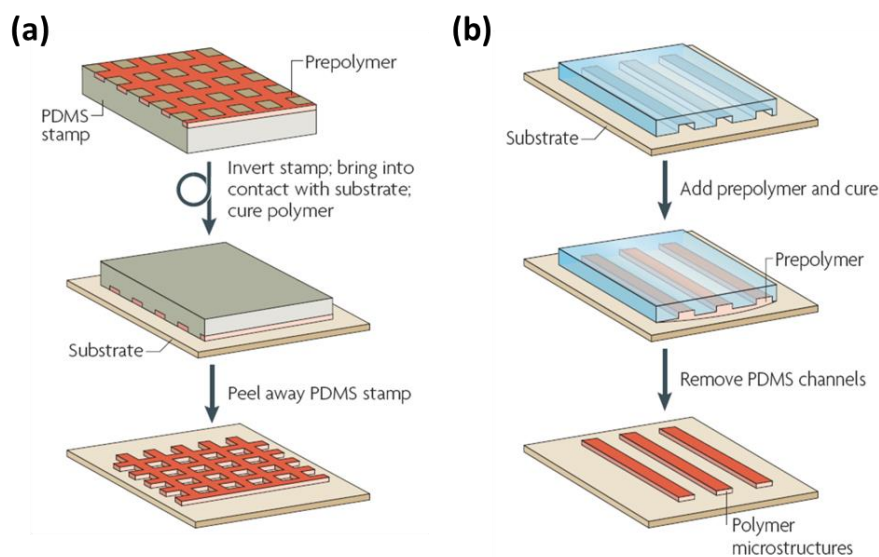 (a)
Prepolymer
PDMS
stamp
Invert stamp; bring into
contact with substrate;
cure polymer
Substrate
Peel away PDMS stamp
(b)
Substrate
Add prepolymer and cure
Prepolymer
Remove PDMS channels
Polymer
microstructures